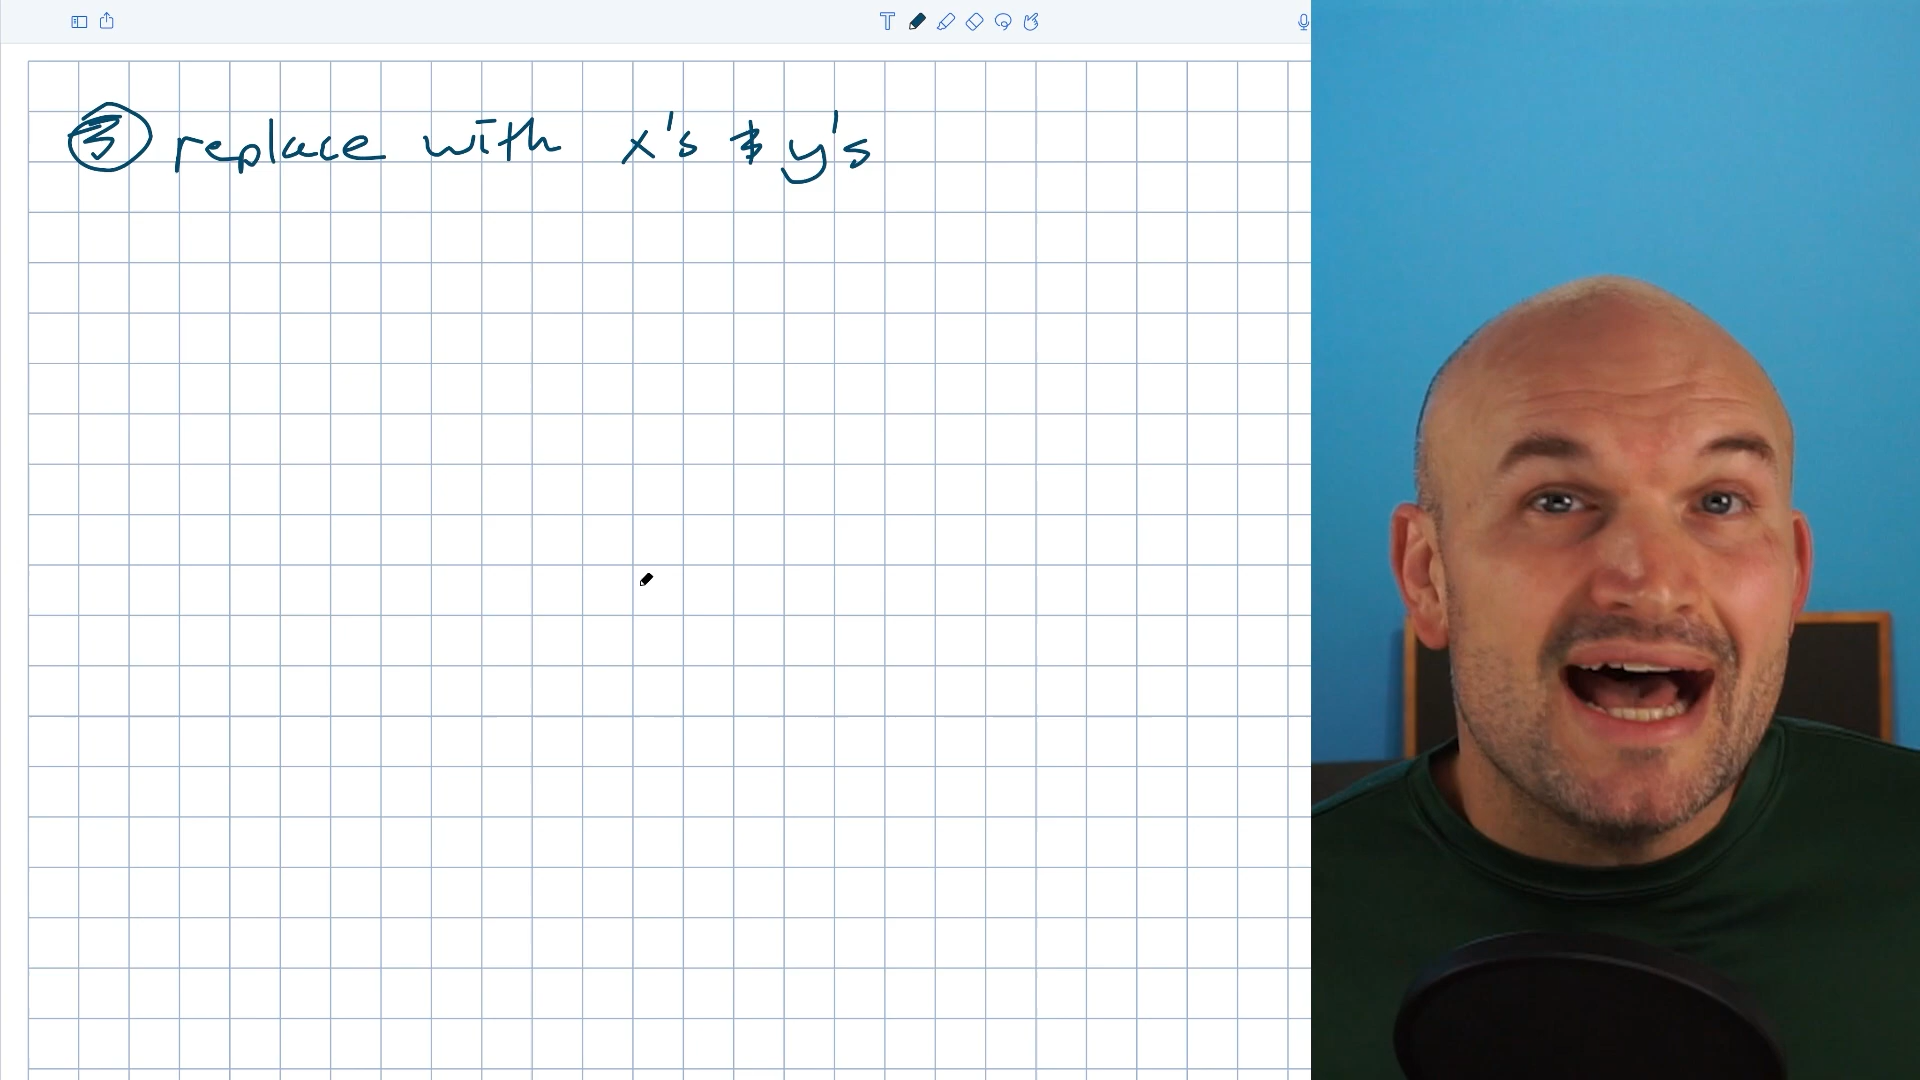 ③ replace with x's & y's